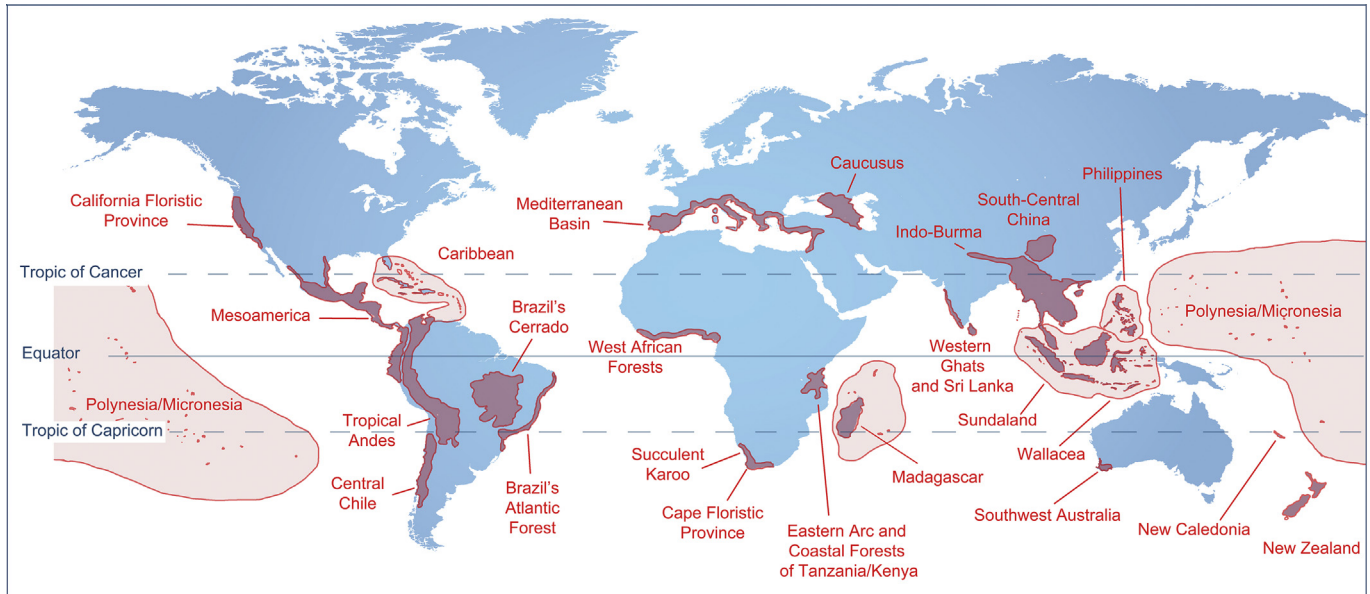 Caucusus
Philippines
California Floristic
Province
Mediterranean
Basin
South-Central
China
Indo-Burma
Caribbean
Tropic of Cancer
Mesoamerica
Brazil’s
Cerrado
Polynesia/Micronesia
West African
Forests
Western
Ghats
and Sri Lanka
Equator
Polynesia/Micronesia
Tropical
Andes
Sundaland
Tropic of Capricorn
Succulent
Karoo
Madagascar
Wallacea
Central
Chile
Brazil’s
Atlantic
Forest
Cape Floristic
Province
Eastern Arc and
Coastal Forests
of Tanzania/Kenya
Southwest Australia
New Caledonia
New Zealand